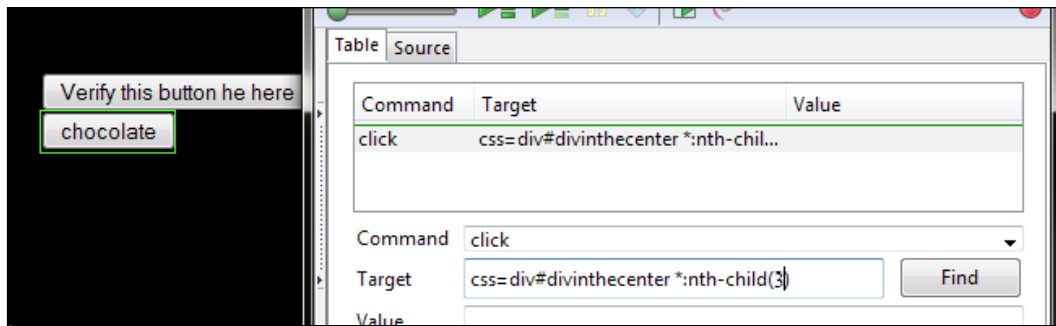 Verify this button he here
chocolate
Table Source
Command Target Value
click css=div#divinthecenter *:nth-chil...
Command click
Target css=div#divinthecenter *:nth-child(3) Find
Value